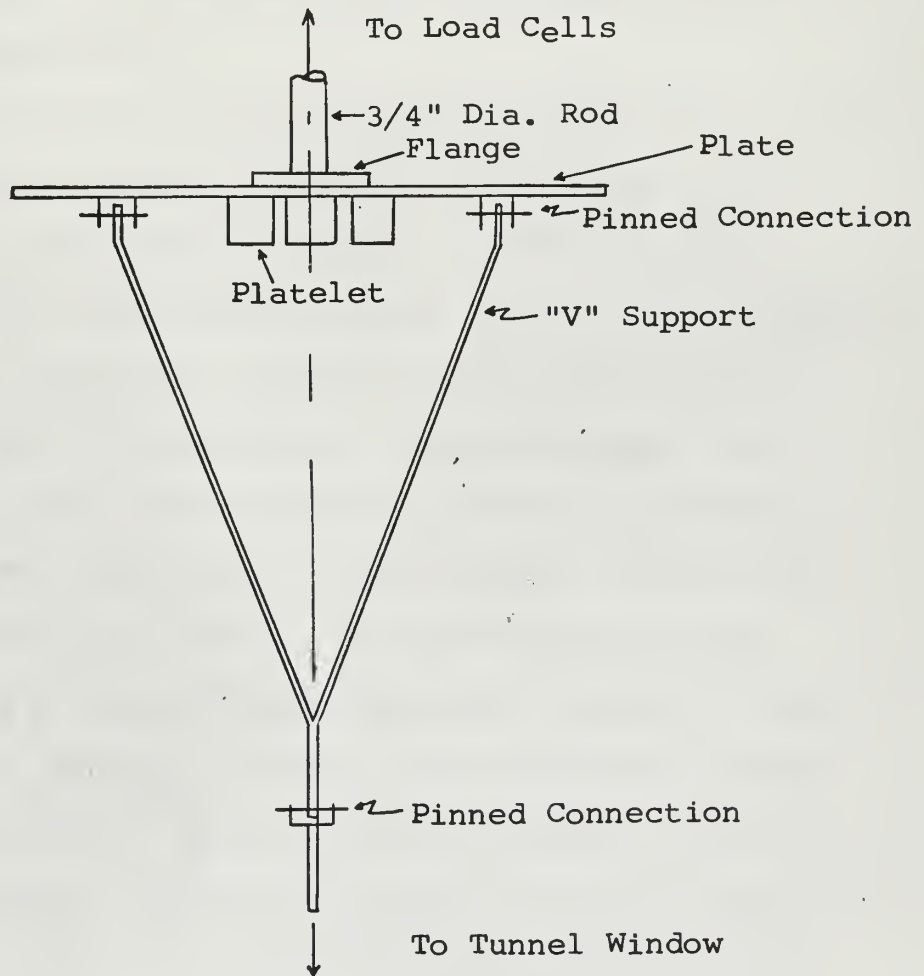 To Load Cells
3/4" Dia. Rod
Flange
Plate
Pinned Connection
Platelet
"V" Support
Pinned Connection
To Tunnel Window